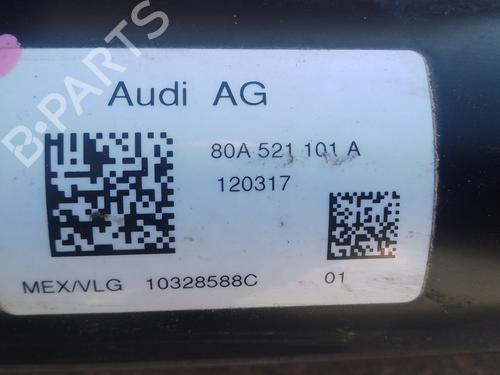 B-PARTS
Audi AG
80A 521 101 A
120317
MEX/VLG 10328588C 01